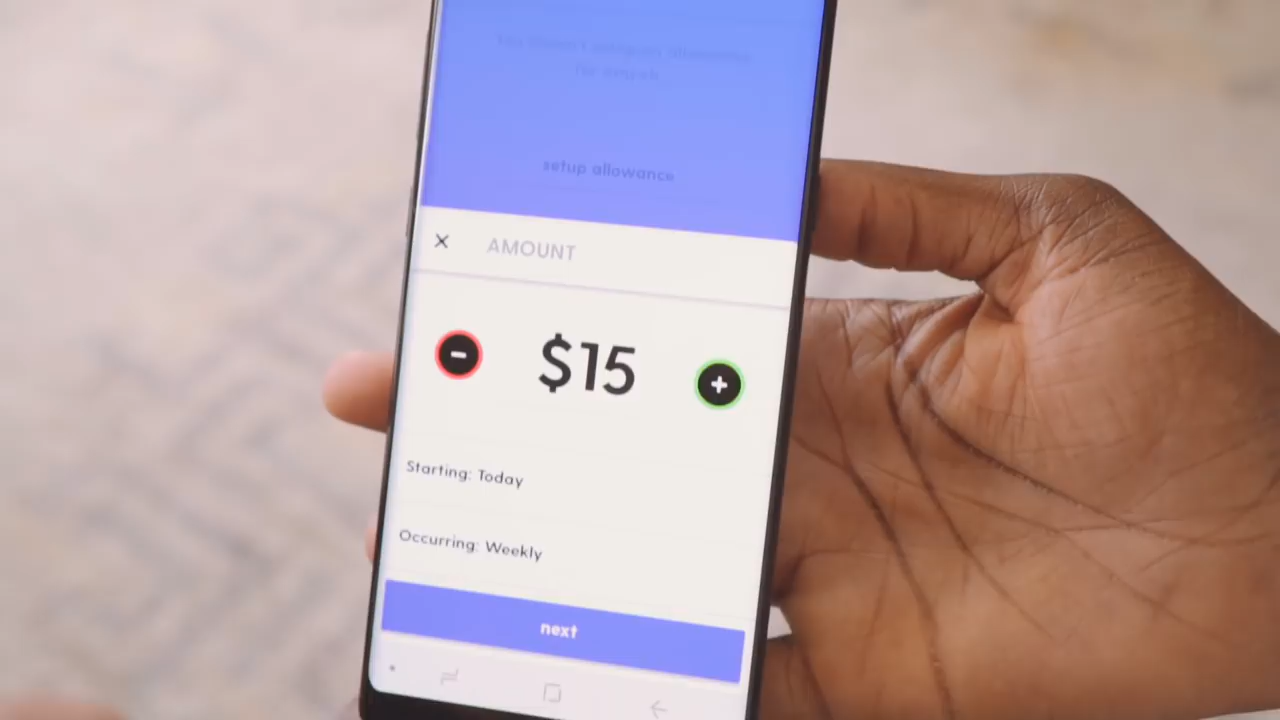 setup allowance
AMOUNT
$15
Starting: Today
Occurring: Weekly
next